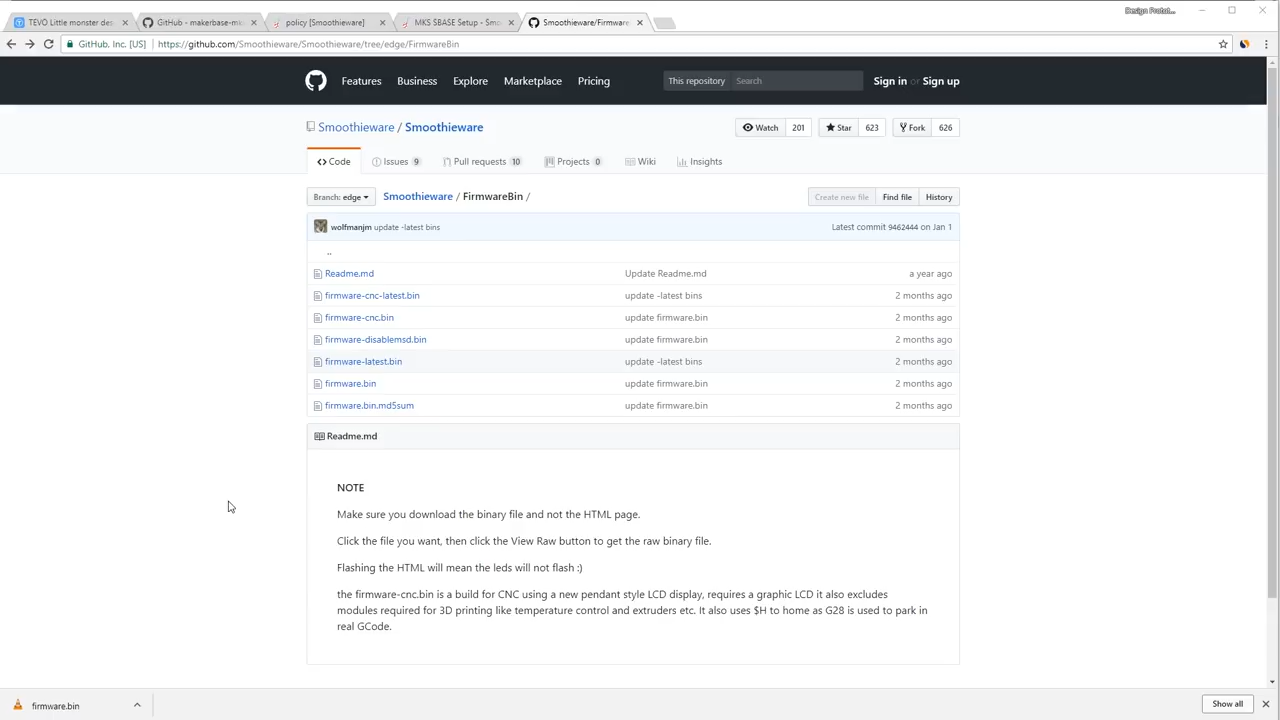 Design Protot...
TEVO Little monster des
GitHub - makerbase-mk
policy [Smoothieware]
MKS SBASE Setup - Smo
Smoothieware/Firmware
GitHub, Inc. [US] https://github.com/Smoothieware/Smoothieware/tree/edge/FirmwareBin
Features Business Explore Marketplace Pricing This repository Search Sign in or Sign up
Smoothieware / Smoothieware Watch 201 Star 623 Fork 626
Code Issues 9 Pull requests 10 Projects 0 Wiki Insights
Branch: edge Smoothieware / FirmwareBin / Create new file Find file History
wolfmanjm update -latest bins Latest commit 9462444 on Jan 1
..
Readme.md Update Readme.md a year ago
firmware-cnc-latest.bin update -latest bins 2 months ago
firmware-cnc.bin update firmware.bin 2 months ago
firmware-disablemsd.bin update firmware.bin 2 months ago
firmware-latest.bin update -latest bins 2 months ago
firmware.bin update firmware.bin 2 months ago
firmware.bin.md5sum update firmware.bin 2 months ago
Readme.md
NOTE
Make sure you download the binary file and not the HTML page.
Click the file you want, then click the View Raw button to get the raw binary file.
Flashing the HTML will mean the leds will not flash :)
the firmware-cnc.bin is a build for CNC using a new pendant style LCD display, requires a graphic LCD it also excludes
modules required for 3D printing like temperature control and extruders etc. It also uses $H to home as G28 is used to park in
real GCode.
firmware.bin Show all